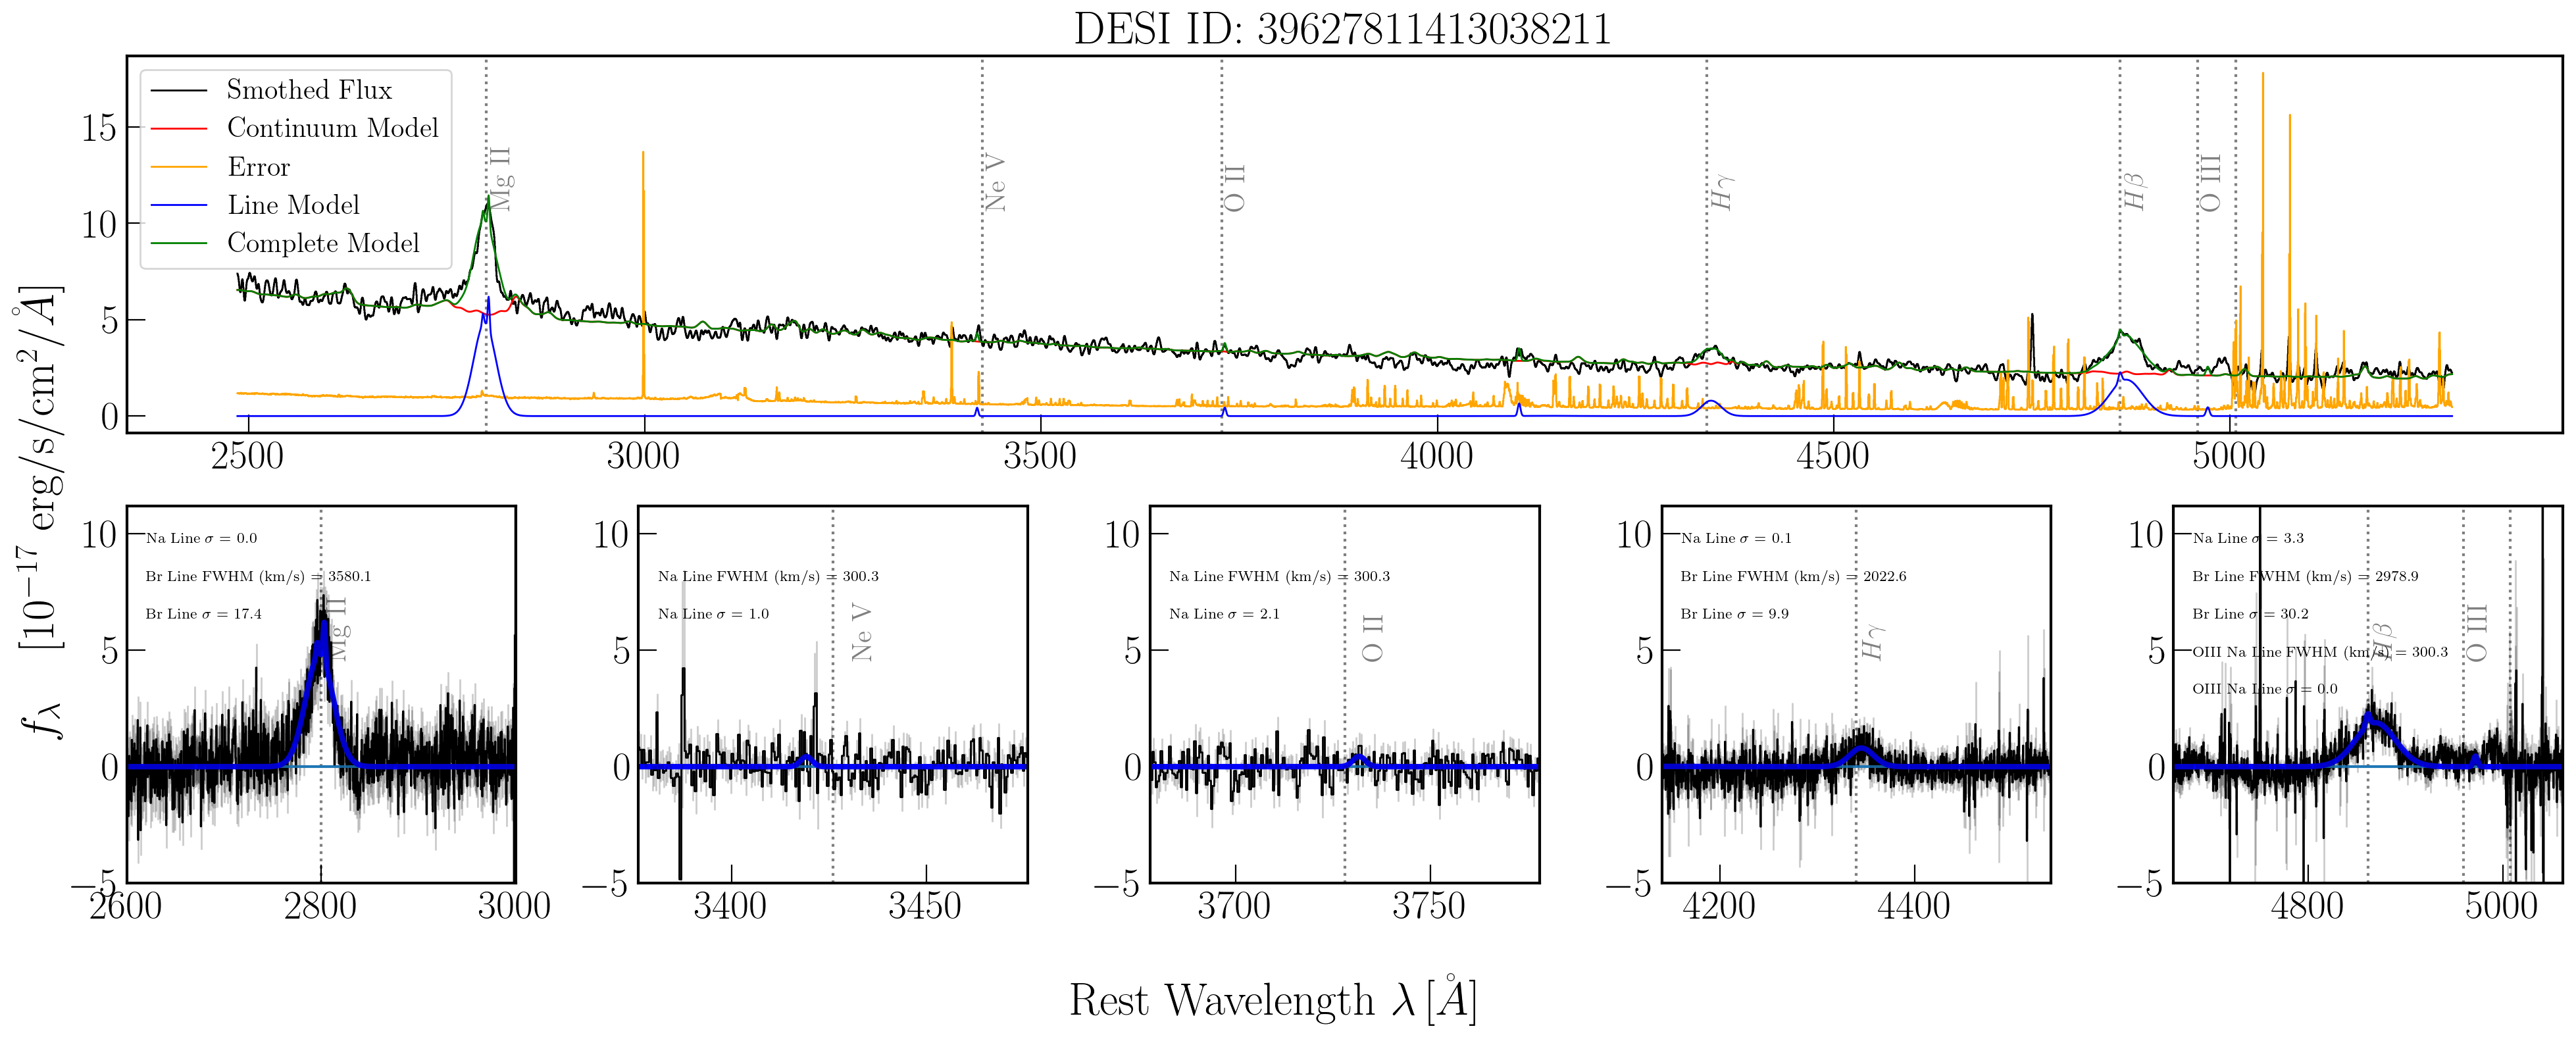 DESI ID: 39627811413038211
Smothed Flux
Continuum Model
Error
Line Model
Complete Model
Mg II
Ne V
O II
Hγ
Hβ
O III
15
10
5
0
2500 3000 3500 4000 4500 5000
f_λ [10^{-17} erg/s/cm^2/Å]
Na Line σ = 0.0
Br Line FWHM (km/s) = 3580.1
Br Line σ = 17.4
Mg II
10
5
0
−5
2600 2800 3000
Na Line FWHM (km/s) = 300.3
Na Line σ = 1.0
Ne V
10
5
0
−5
3400 3450
Na Line FWHM (km/s) = 300.3
Na Line σ = 2.1
O II
10
5
0
−5
3700 3750
Na Line σ = 0.1
Br Line FWHM (km/s) = 2022.6
Br Line σ = 9.9
Hγ
10
5
0
−5
4200 4400
Na Line σ = 3.3
Br Line FWHM (km/s) = 2978.9
Br Line σ = 30.2
OIII Na Line FWHM (km/s) = 300.3
OIII Na Line σ = 0.0
Hβ
O III
10
5
0
−5
4800 5000
Rest Wavelength λ [Å]